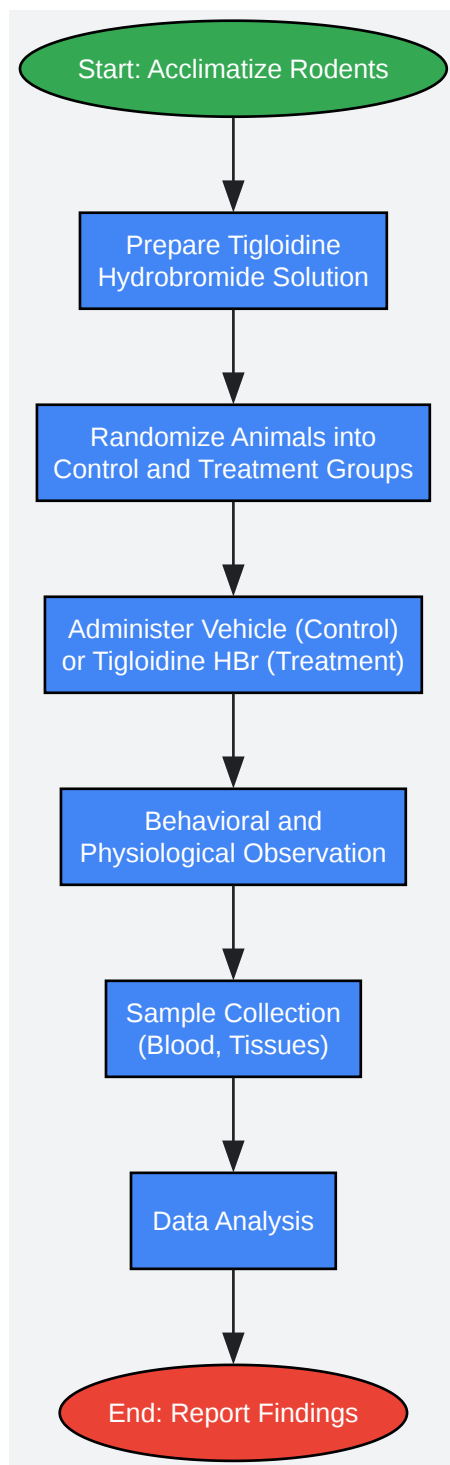 Start: Acclimatize Rodents
Prepare Tigloidine
Hydrobromide Solution
Randomize Animals into
Control and Treatment Groups
Administer Vehicle (Control)
or Tigloidine HBr (Treatment)
Behavioral and
Physiological Observation
Sample Collection
(Blood, Tissues)
Data Analysis
End: Report Findings